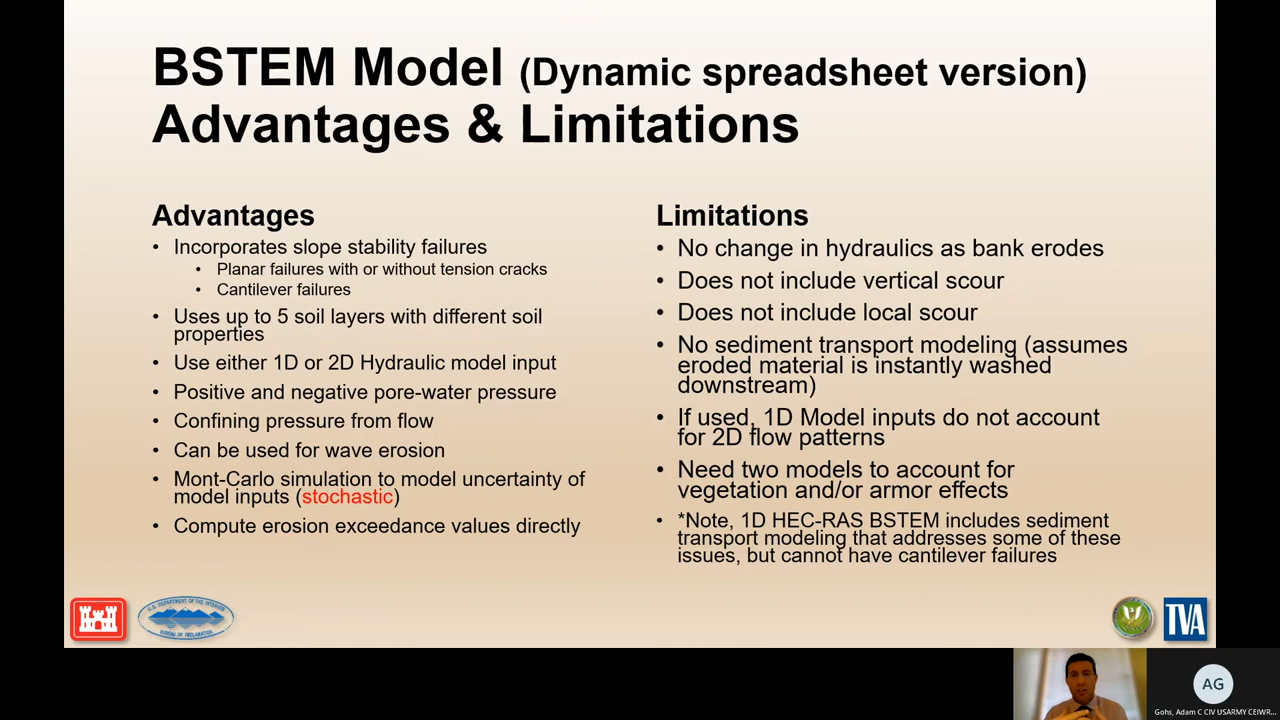 BSTEM Model (Dynamic spreadsheet version)
Advantages & Limitations
Advantages
• Incorporates slope stability failures
• Planar failures with or without tension cracks
• Cantilever failures
• Uses up to 5 soil layers with different soil
properties
• Use either 1D or 2D Hydraulic model input
• Positive and negative pore-water pressure
• Confining pressure from flow
• Can be used for wave erosion
• Mont-Carlo simulation to model uncertainty of
model inputs (stochastic)
• Compute erosion exceedance values directly
Limitations
• No change in hydraulics as bank erodes
• Does not include vertical scour
• Does not include local scour
• No sediment transport modeling (assumes
eroded material is instantly washed
downstream)
• If used, 1D Model inputs do not account
for 2D flow patterns
• Need two models to account for
vegetation and/or armor effects
• *Note, 1D HEC-RAS BSTEM includes sediment
transport modeling that addresses some of these
issues, but cannot have cantilever failures
U.S. DEPARTMENT OF THE INTERIOR
BUREAU OF RECLAMATION
TVA
AG
Gohs, Adam C CIV USARMY CEIWR...